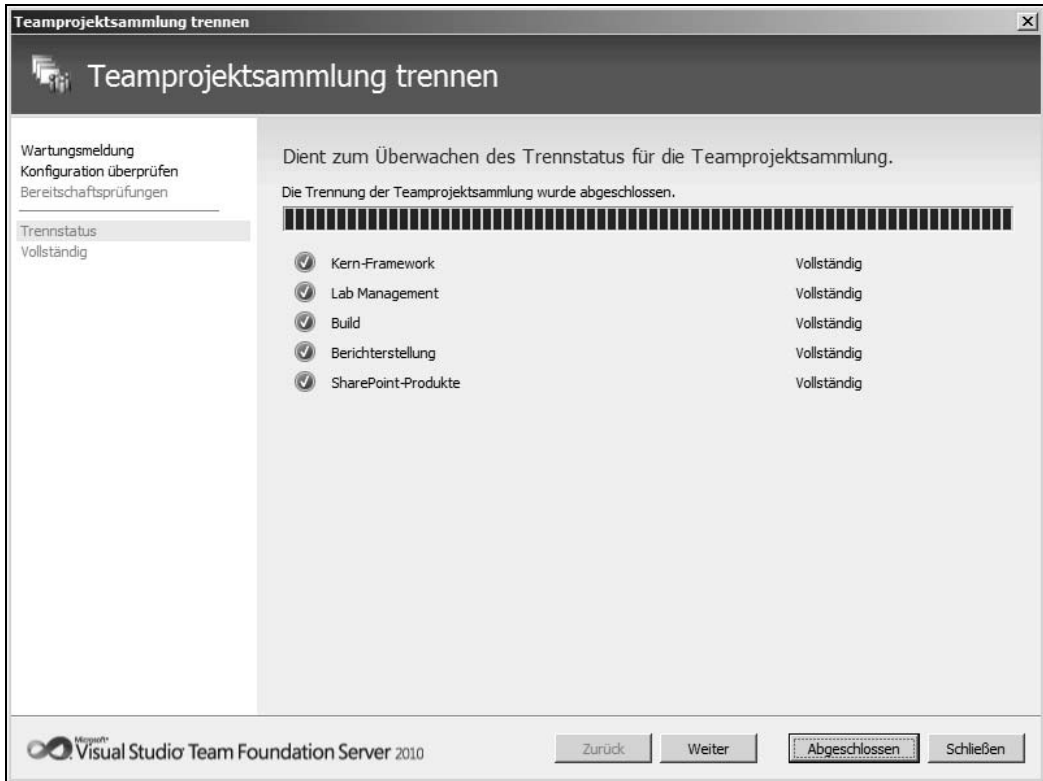 Teamprojektsammlung trennen
Teamprojektsammlung trennen
Wartungsmeldung
Konfiguration überprüfen
Bereitschaftsprüfungen
Trennstatus
Vollständig
Dient zum Überwachen des Trennstatus für die Teamprojektsammlung.
Die Trennung der Teamprojektsammlung wurde abgeschlossen.
Kern-Framework Vollständig
Lab Management Vollständig
Build Vollständig
Berichterstellung Vollständig
SharePoint-Produkte Vollständig
Microsoft®
Visual Studio Team Foundation Server 2010
Zurück Weiter Abgeschlossen Schließen